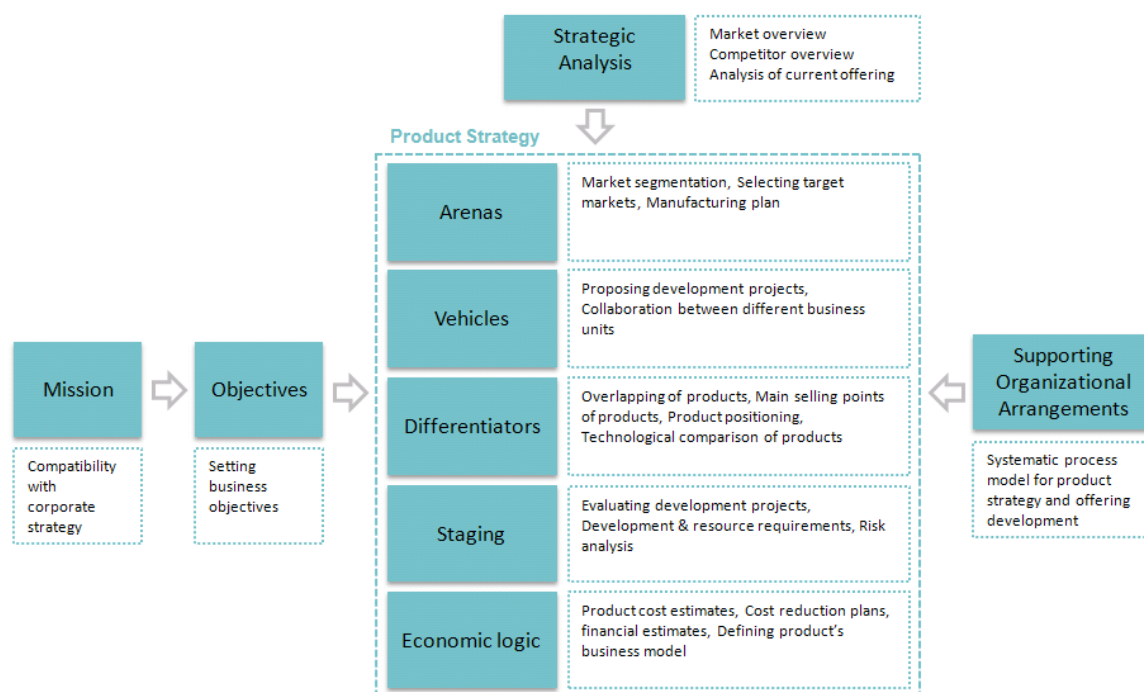 Strategic
Analysis
Market overview
Competitor overview
Analysis of current offering
Product Strategy
Arenas
Market segmentation, Selecting target
markets, Manufacturing plan
Vehicles
Proposing development projects,
Collaboration between different business
units
Mission
Compatibility
with
corporate
strategy
Objectives
Setting
business
objectives
Differentiators
Overlapping of products, Main selling points
of products, Product positioning,
Technological comparison of products
Supporting
Organizational
Arrangements
Systematic process
model for product
strategy and offering
development
Staging
Evaluating development projects,
Development & resource requirements, Risk
analysis
Economic logic
Product cost estimates, Cost reduction plans,
financial estimates, Defining product's
business model